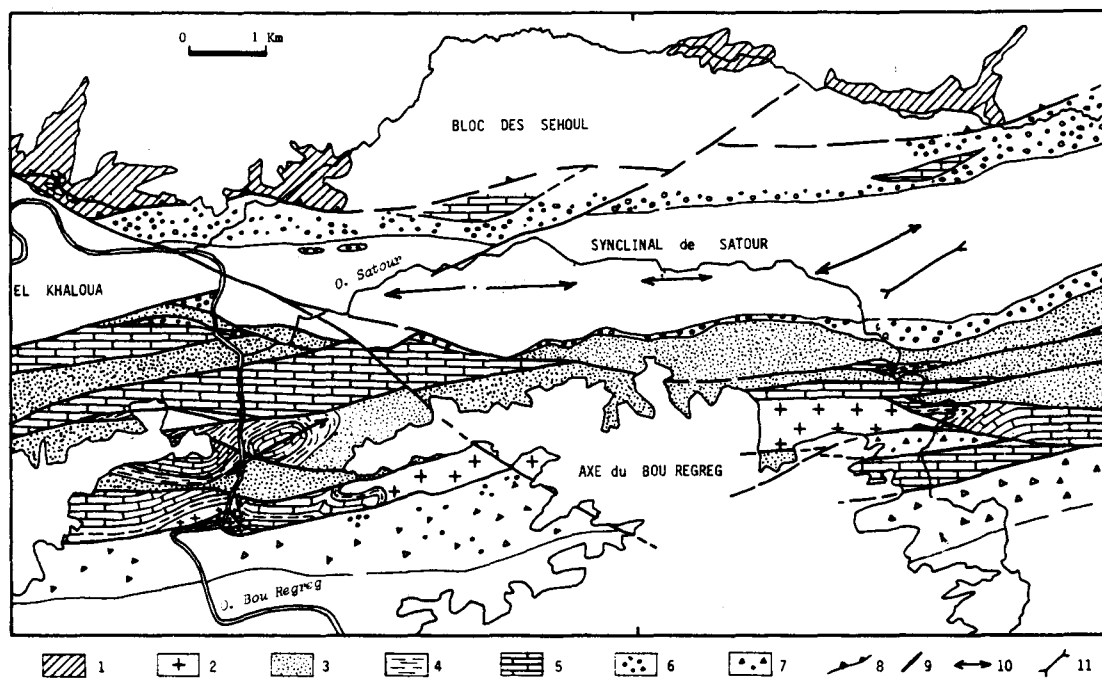 0 1 Km
BLOC DES SEHOUL
SYNCLINAL de SATOUR
O. Satour
EL KHALOUA
AXE du BOU REGREG
O. Bou Regreg
1 2 3 4 5 6 7 8 9 10 11